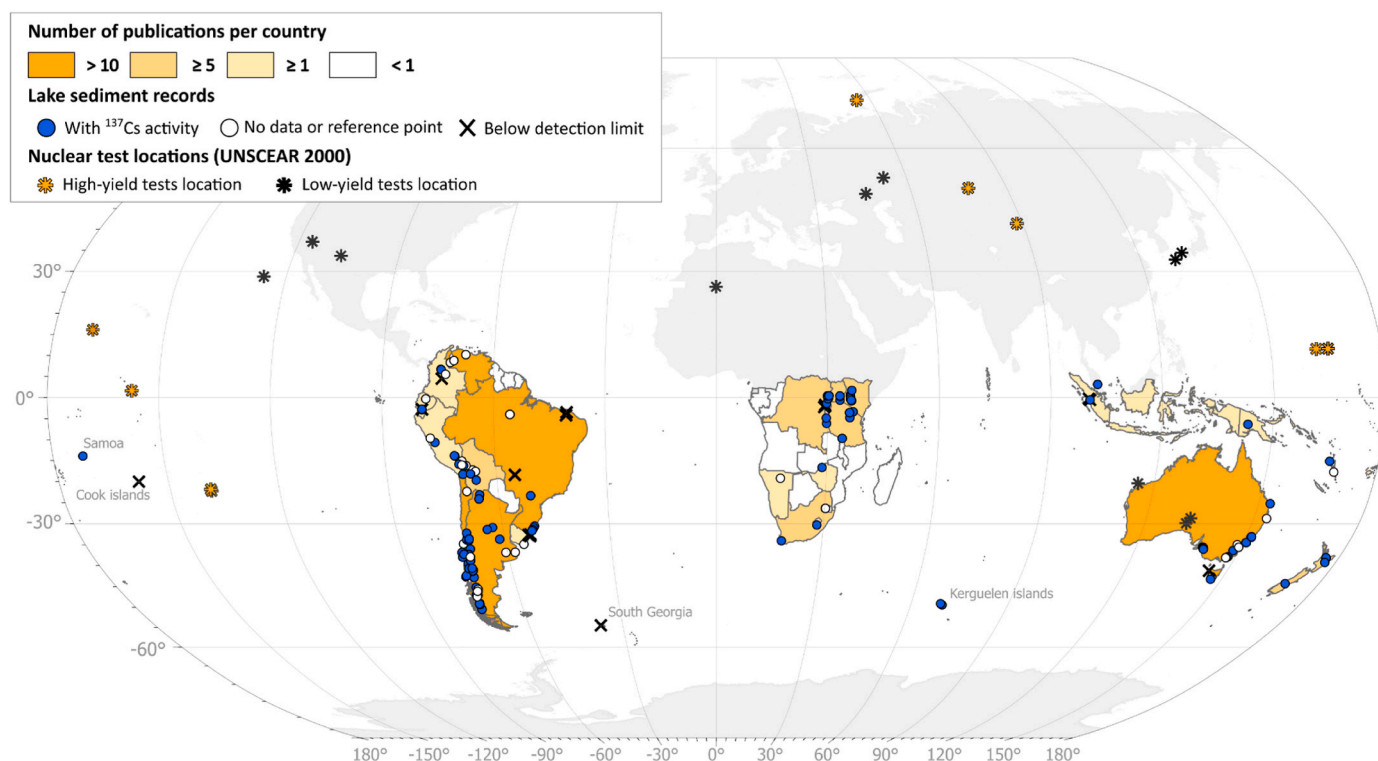 Number of publications per country
> 10 ≥ 5 ≥ 1 < 1
Lake sediment records
With ¹³⁷Cs activity No data or reference point Below detection limit
Nuclear test locations (UNSCEAR 2000)
High-yield tests location Low-yield tests location
30°
0°
Samoa
Cook islands
-30°
Kerguelen islands
South Georgia
-60°
180° -150° -120° -90° -60° -30° 0° 30° 60° 90° 120° 150° 180°